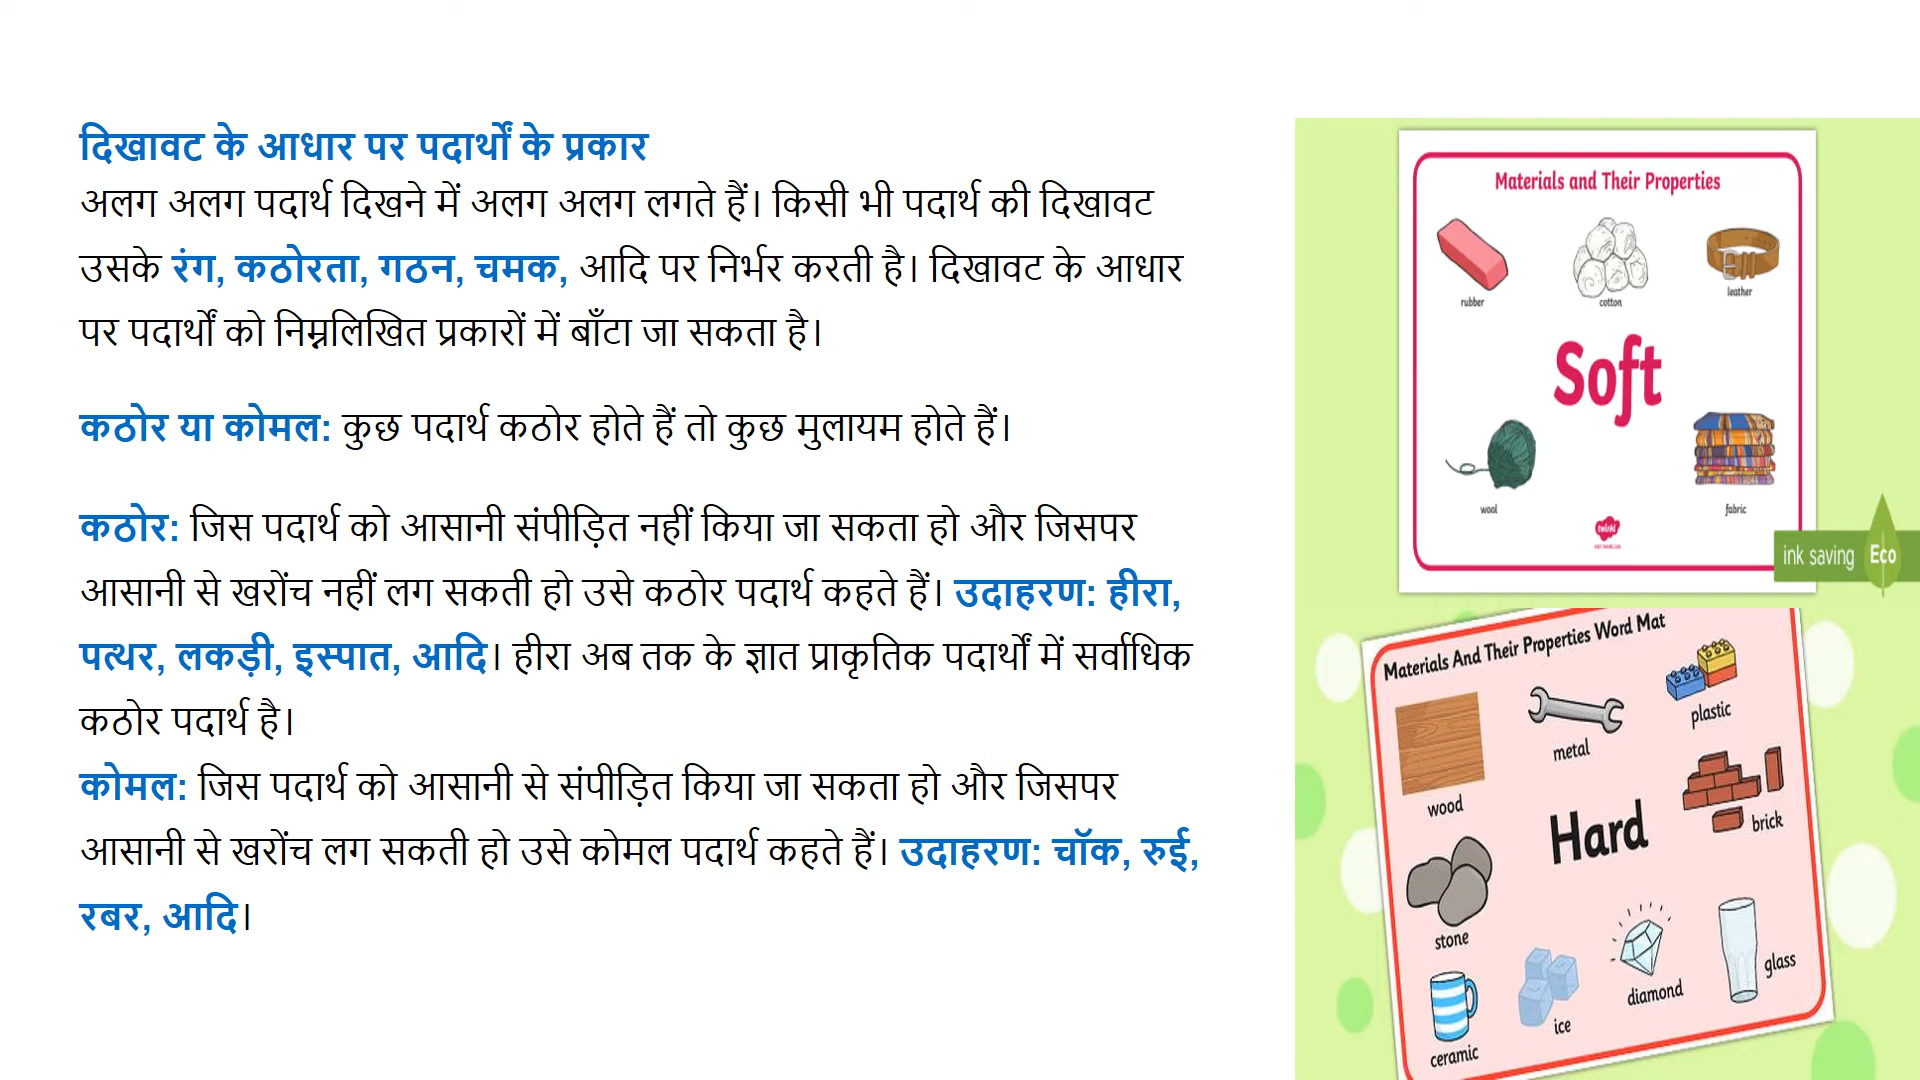 दिखावट के आधार पर पदार्थों के प्रकार
अलग अलग पदार्थ दिखने में अलग अलग लगते हैं। किसी भी पदार्थ की दिखावट
उसके रंग, कठोरता, गठन, चमक, आदि पर निर्भर करती है। दिखावट के आधार
पर पदार्थों को निम्नलिखित प्रकारों में बाँटा जा सकता है।
कठोर या कोमल: कुछ पदार्थ कठोर होते हैं तो कुछ मुलायम होते हैं।
कठोर: जिस पदार्थ को आसानी संपीड़ित नहीं किया जा सकता हो और जिसपर
आसानी से खरोंच नहीं लग सकती हो उसे कठोर पदार्थ कहते हैं। उदाहरण: हीरा,
पत्थर, लकड़ी, इस्पात, आदि। हीरा अब तक के ज्ञात प्राकृतिक पदार्थों में सर्वाधिक
कठोर पदार्थ है।
कोमल: जिस पदार्थ को आसानी से संपीड़ित किया जा सकता हो और जिसपर
आसानी से खरोंच लग सकती हो उसे कोमल पदार्थ कहते हैं। उदाहरण: चॉक, रुई,
रबर, आदि।
Materials and Their Properties
rubber
cotton
leather
Soft
wool
fabric
twinkl
ink saving Eco
Materials And Their Properties Word Mat
wood
metal
plastic
Hard
brick
stone
ceramic
ice
diamond
glass